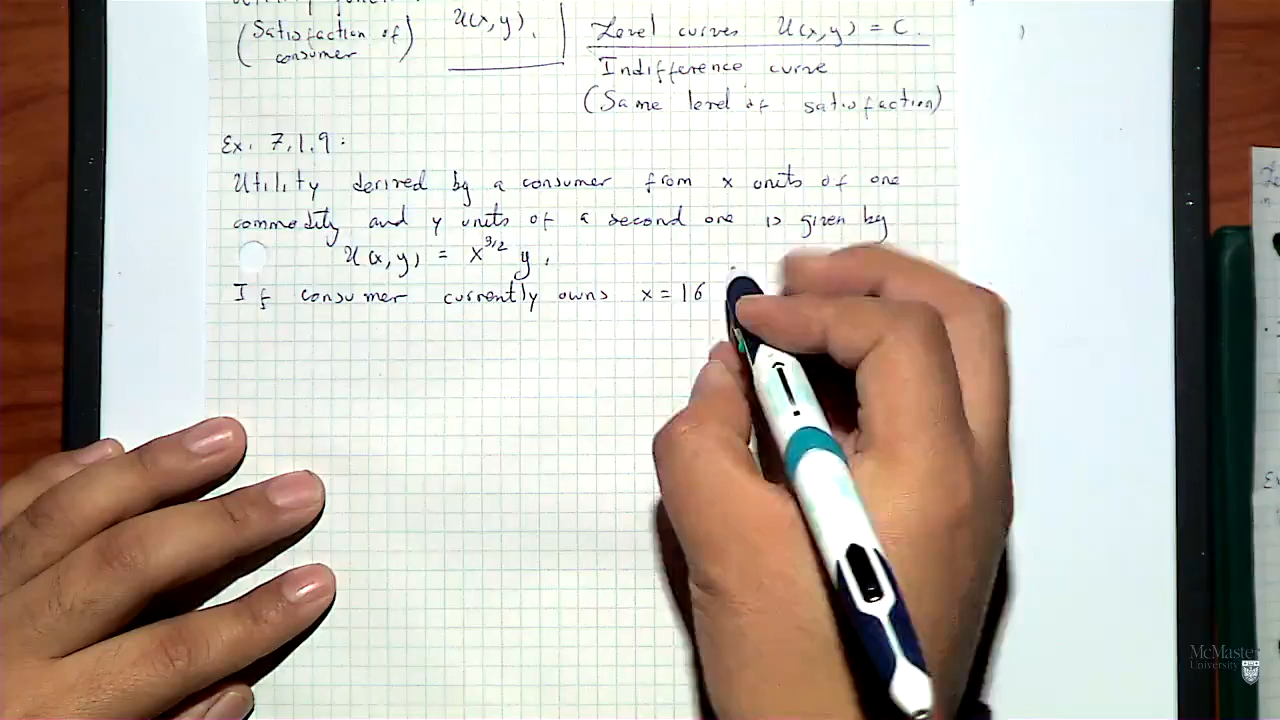 (Satisfaction of
consumer)
U(x,y).
Level curves U(x,y) = C.
Indifference curve
(Same level of satisfaction)
Ex. 7.1.9:
Utility derived by a consumer from x units of one
commodity and y units of a second one is given by
U(x,y) = x^{3/2} y.
If consumer currently owns x = 16
McMaster
University